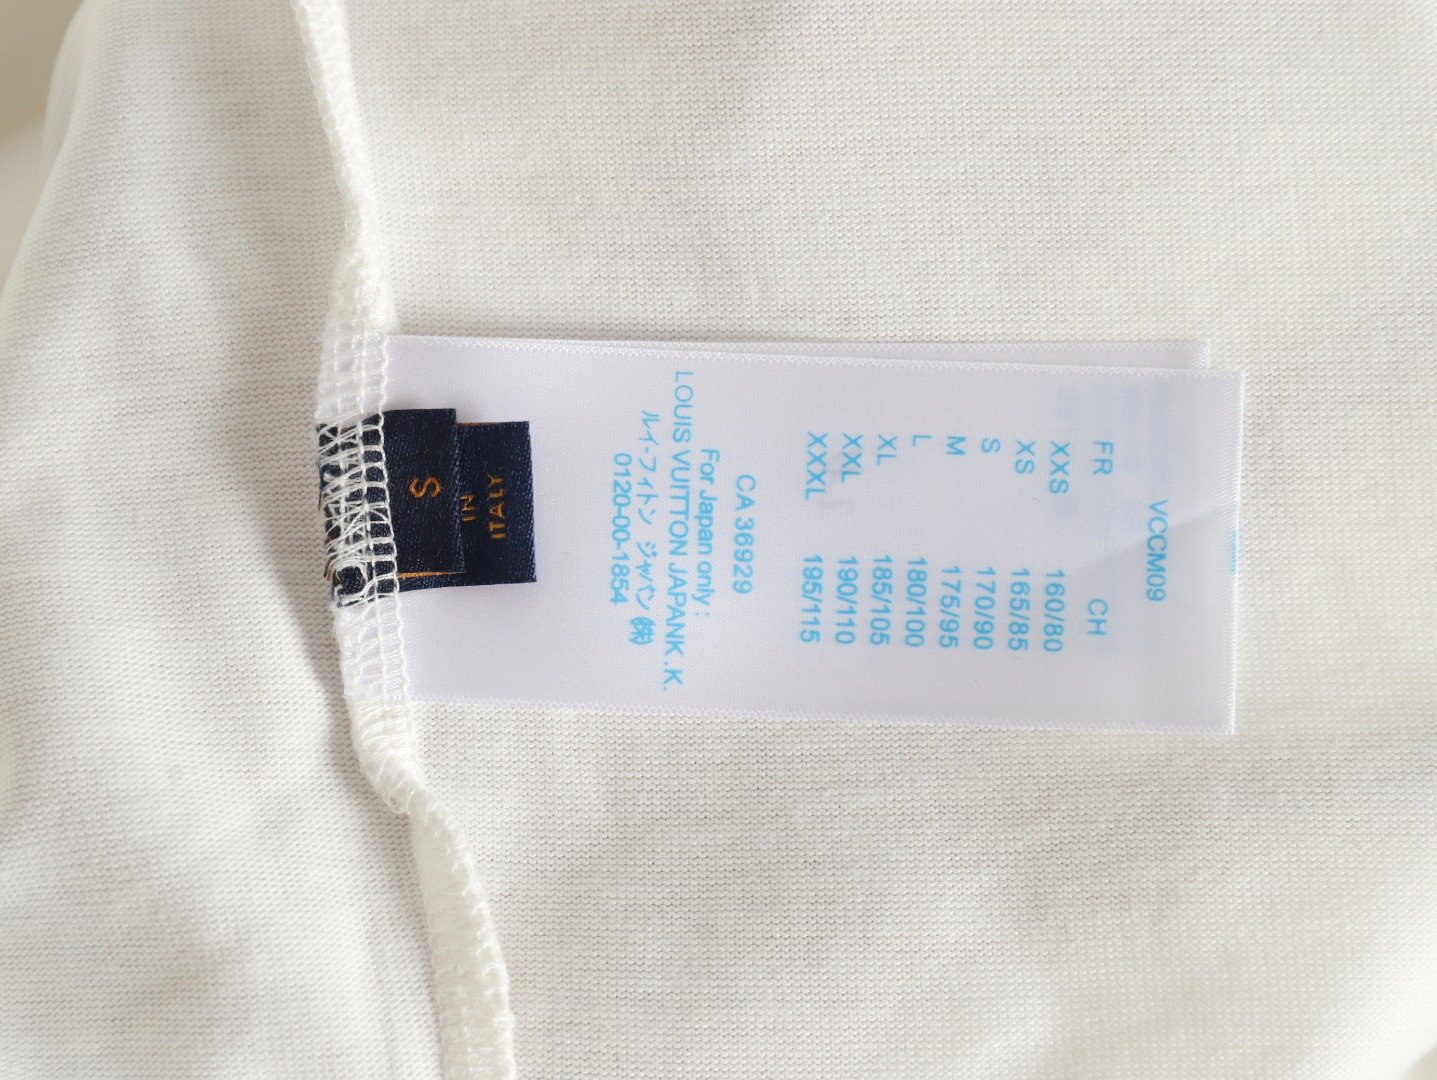 VCCM09
FR CH
XXS 160/80
XS 165/85
S 170/90
M 175/95
L 180/100
XL 185/105
XXL 190/110
XXXL 195/115
CA 36929
For Japan only :
LOUIS VUITTON JAPANK .K.
ルイ-フィトン ジャパン ㈱
0120-00-1854
S
IN
ITALY